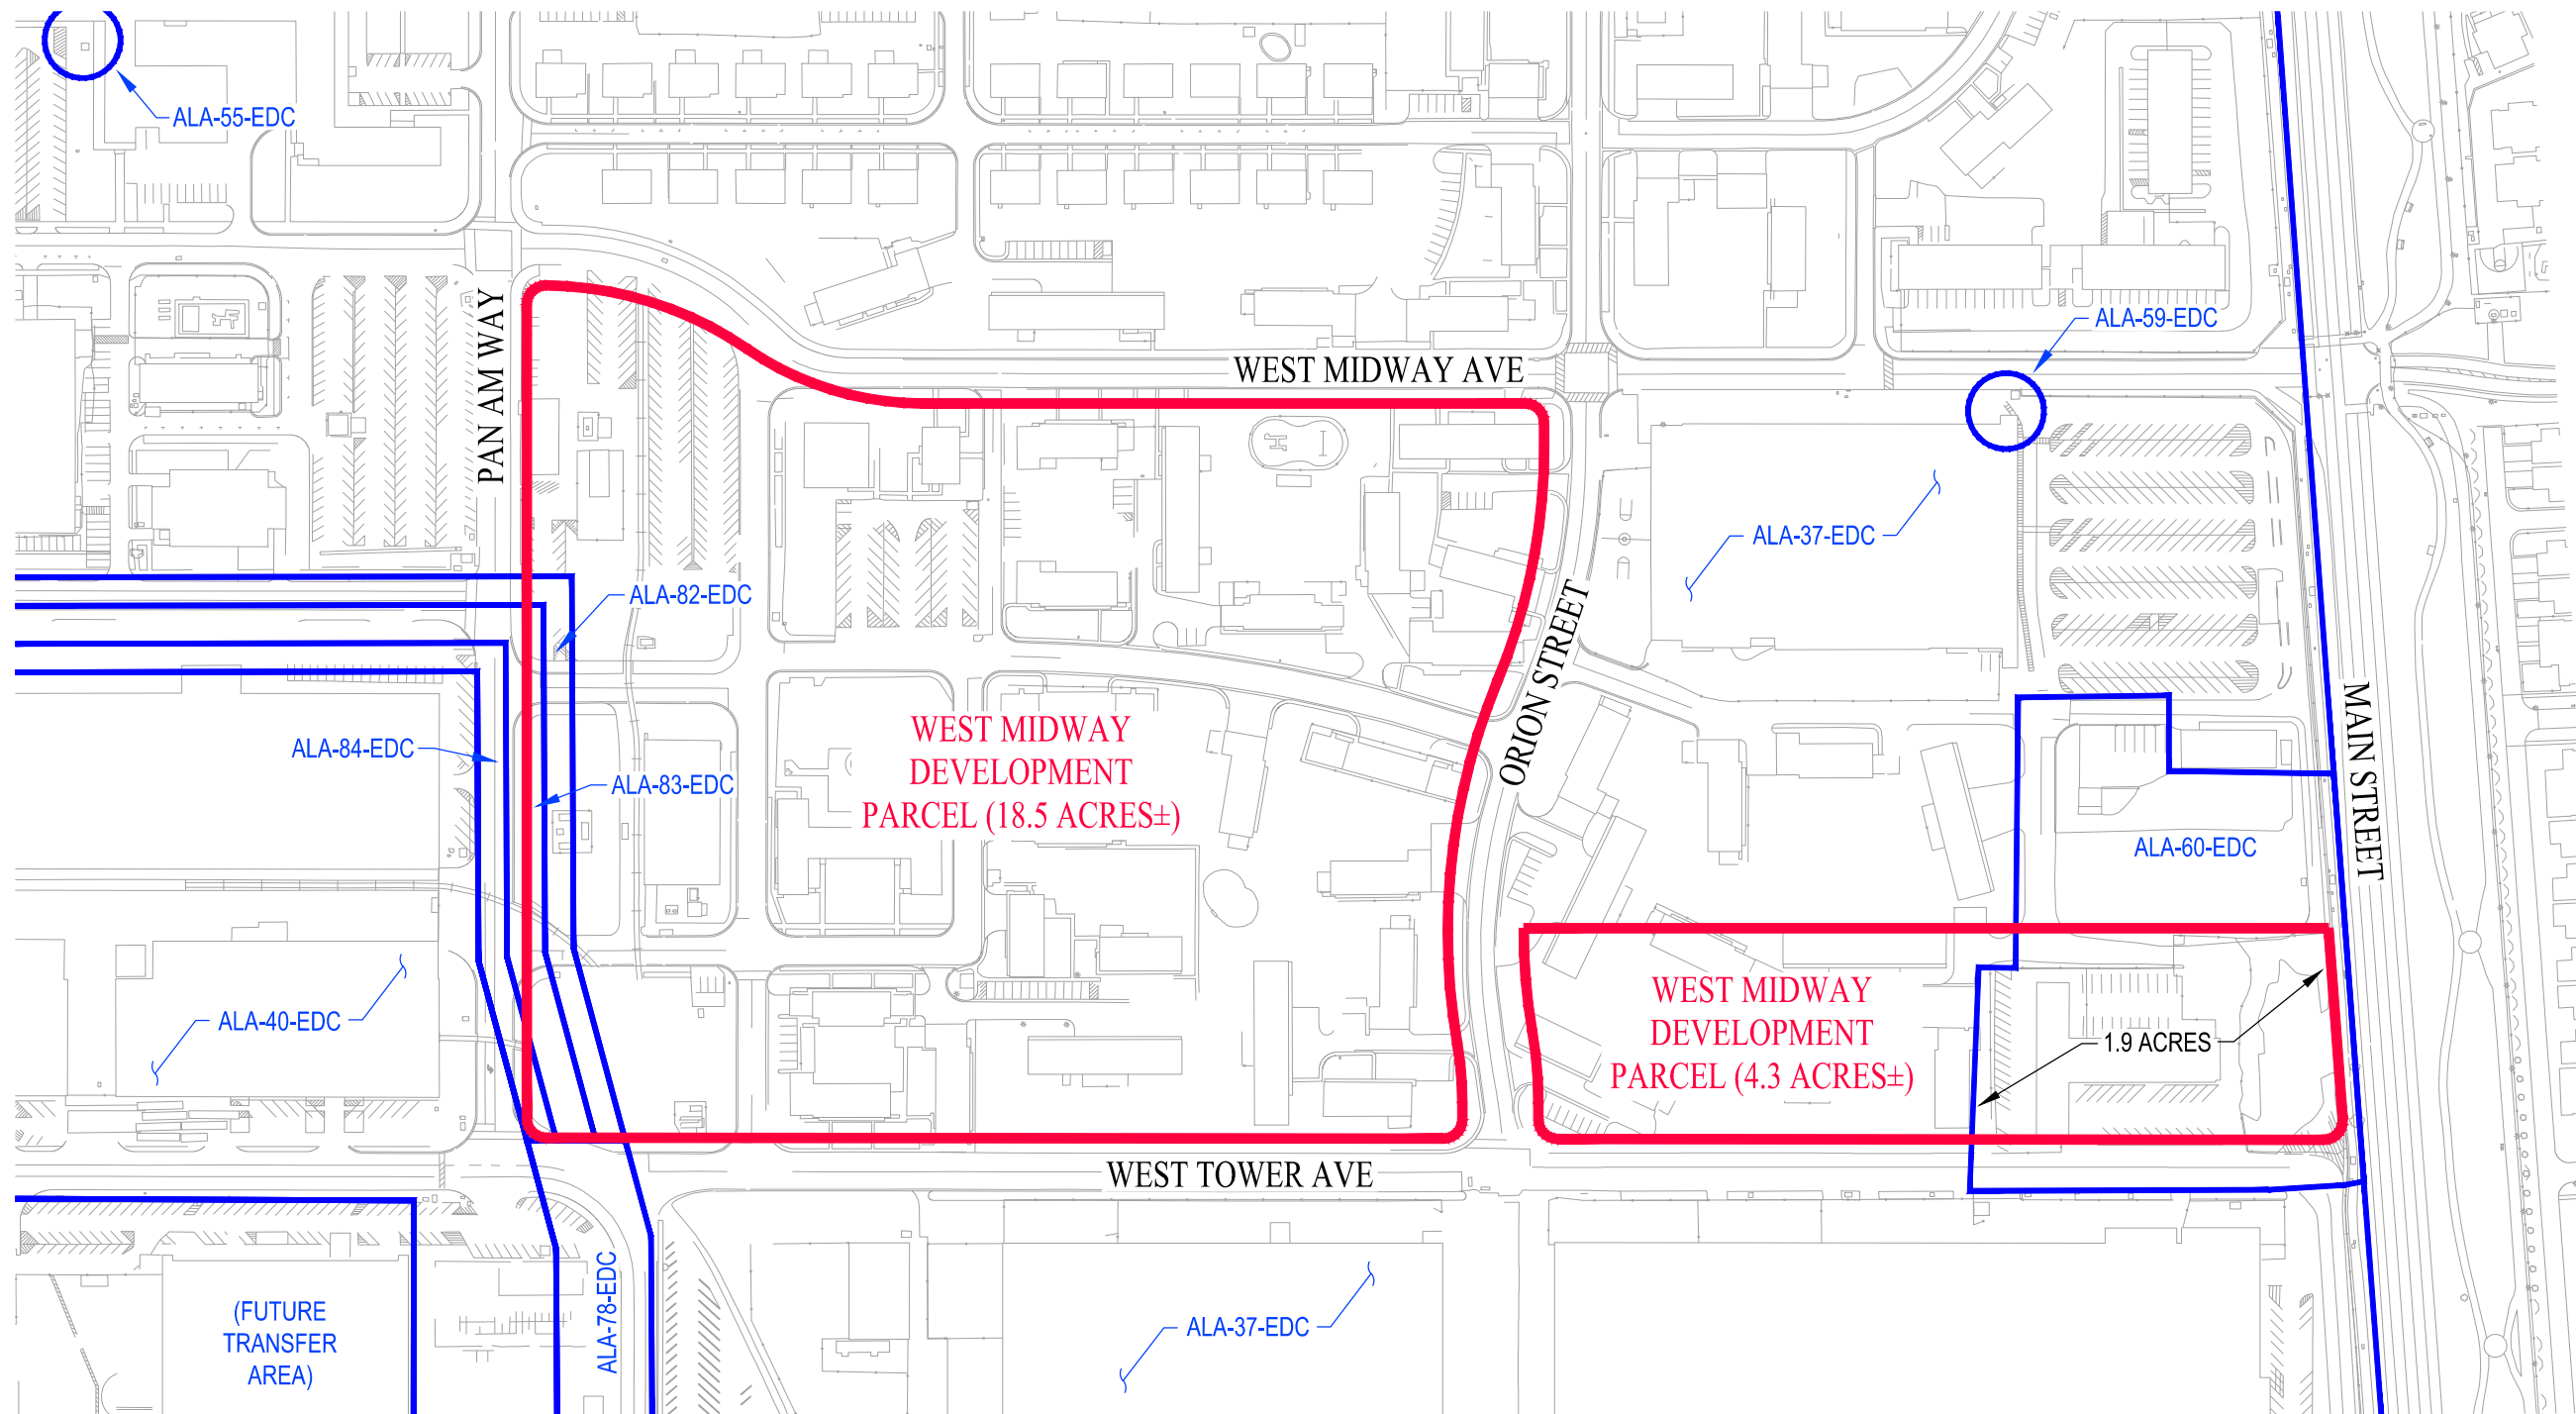 ALA-55-EDC
PAN AM WAY
WEST MIDWAY AVE
ALA-59-EDC
ALA-37-EDC
ALA-82-EDC
ORION STREET
MAIN STREET
WEST MIDWAY
DEVELOPMENT
PARCEL (18.5 ACRES±)
ALA-84-EDC
ALA-83-EDC
ALA-60-EDC
ALA-40-EDC
WEST MIDWAY
DEVELOPMENT
PARCEL (4.3 ACRES±)
1.9 ACRES
WEST TOWER AVE
ALA-78-EDC
(FUTURE
TRANSFER
AREA)
ALA-37-EDC